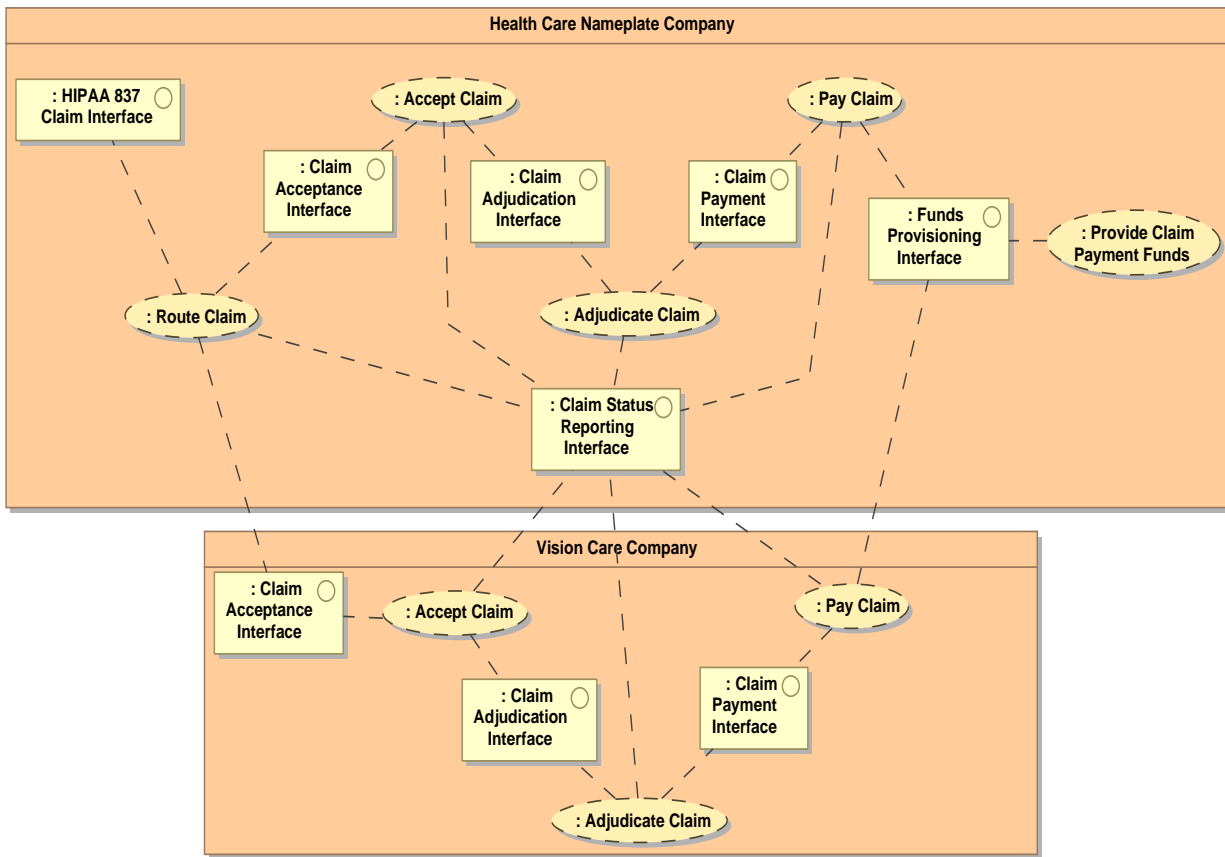 Health Care Nameplate Company
: HIPAA 837
Claim Interface
: Accept Claim
: Pay Claim
: Claim
Acceptance
Interface
: Claim
Adjudication
Interface
: Claim
Payment
Interface
: Funds
Provisioning
Interface
: Provide Claim
Payment Funds
: Route Claim
: Adjudicate Claim
: Claim Status
Reporting
Interface
Vision Care Company
: Claim
Acceptance
Interface
: Accept Claim
: Pay Claim
: Claim
Adjudication
Interface
: Claim
Payment
Interface
: Adjudicate Claim